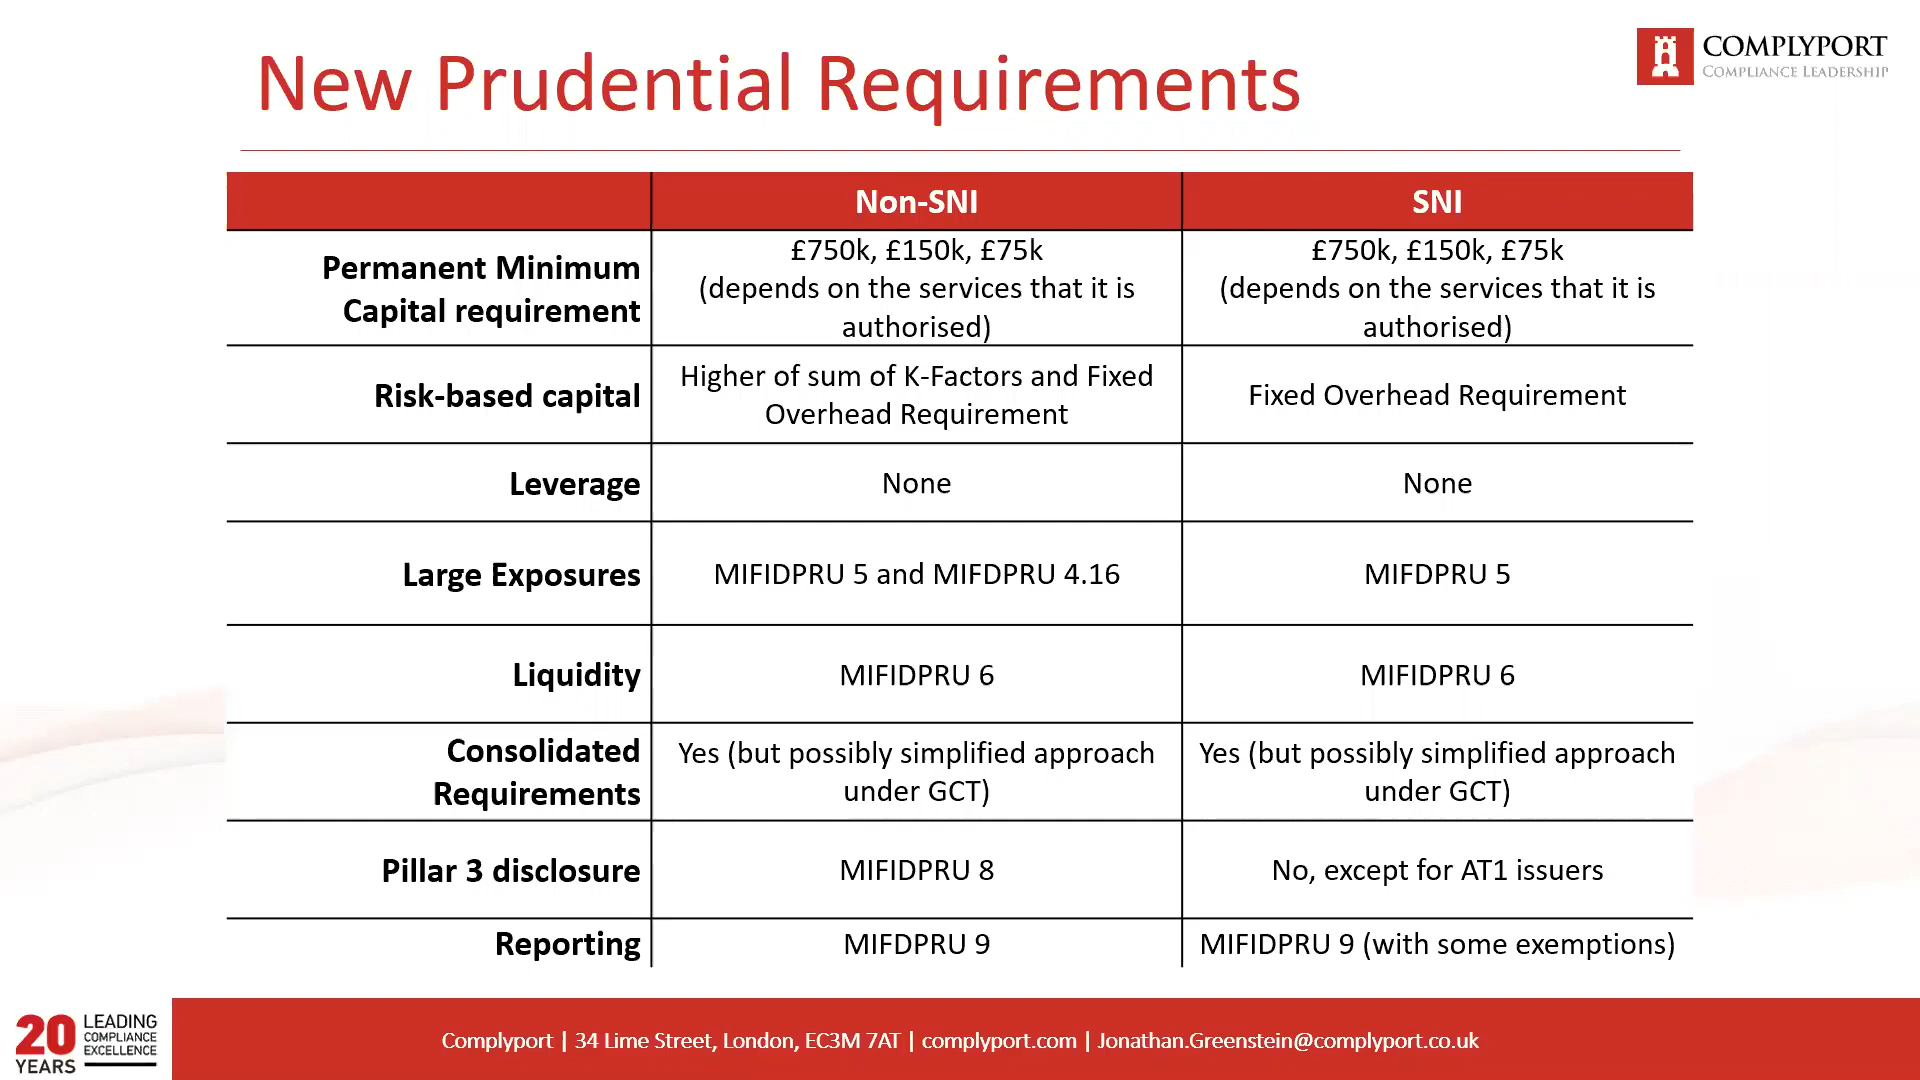 New Prudential Requirements
COMPLYPORT
COMPLIANCE LEADERSHIP
Non-SNI
SNI
Permanent Minimum
Capital requirement
£750k, £150k, £75k
(depends on the services that it is
authorised)
£750k, £150k, £75k
(depends on the services that it is
authorised)
Risk-based capital
Higher of sum of K-Factors and Fixed
Overhead Requirement
Fixed Overhead Requirement
Leverage
None
None
Large Exposures
MIFIDPRU 5 and MIFDPRU 4.16
MIFDPRU 5
Liquidity
MIFIDPRU 6
MIFIDPRU 6
Consolidated
Requirements
Yes (but possibly simplified approach
under GCT)
Yes (but possibly simplified approach
under GCT)
Pillar 3 disclosure
MIFIDPRU 8
No, except for AT1 issuers
Reporting
MIFDPRU 9
MIFIDPRU 9 (with some exemptions)
20 YEARS
LEADING
COMPLIANCE
EXCELLENCE
Complyport | 34 Lime Street, London, EC3M 7AT | complyport.com | Jonathan.Greenstein@complyport.co.uk